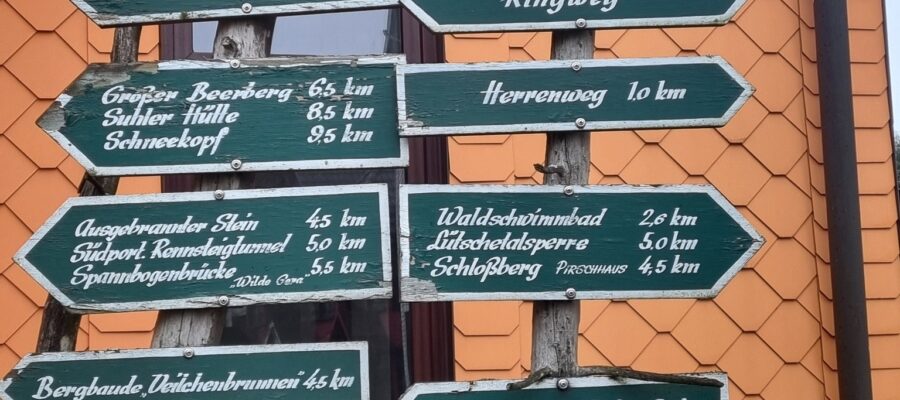 Ringweg
Großer Beerberg 6,5 km
Suhler Hütte 8,5 km
Schneekopf 9,5 km
Herrenweg 1.0 km
Ausgebrannter Stein 4,5 km
Südport. Rennsteigtunnel 5,0 km
Spannbogenbrücke 5,5 km
„Wilde Gera"
Waldschwimmbad 2,6 km
Lütschetalsperre 5,0 km
Schloßberg PIRSCHHAUS 4,5 km
Bergbaude „Veilchenbrunnen" 4,5 km